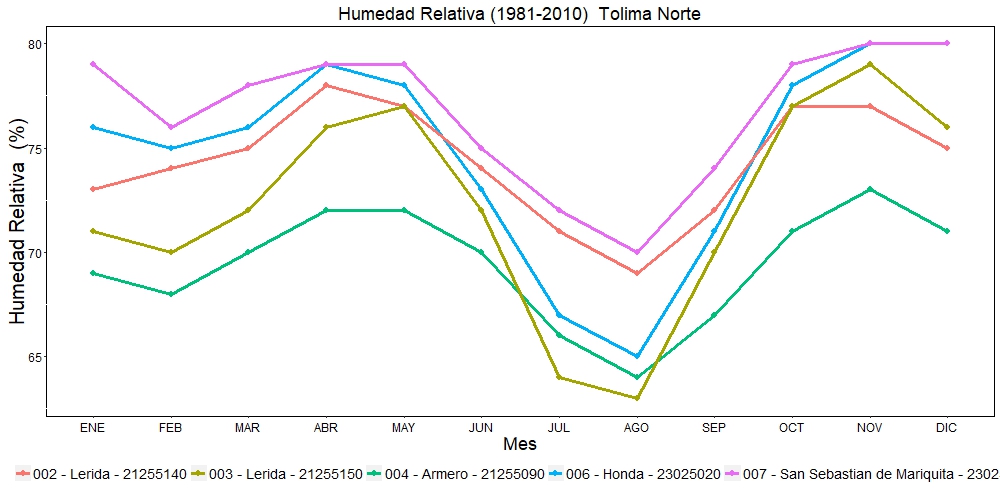 Humedad Relativa (1981-2010) Tolima Norte
Humedad Relativa (%)
80
75
70
65
ENE FEB MAR ABR MAY JUN JUL AGO SEP OCT NOV DIC
Mes
002 - Lerida - 21255140 003 - Lerida - 21255150 004 - Armero - 21255090 006 - Honda - 23025020 007 - San Sebastian de Mariquita - 2302